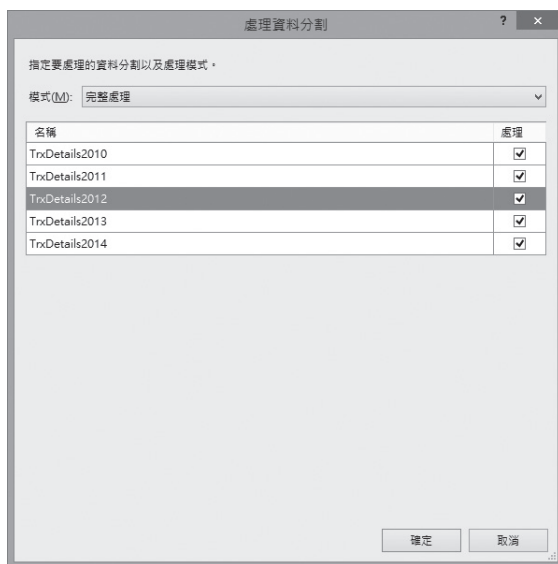 處理資料分割
? ×
指定要處理的資料分割以及處理模式。
模式(M): 完整處理
名稱 處理
TrxDetails2010
TrxDetails2011
TrxDetails2012
TrxDetails2013
TrxDetails2014
確定 取消